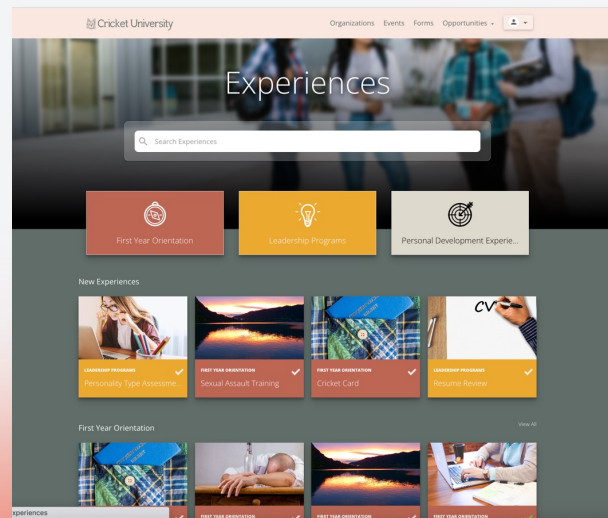 Cricket University
Organizations Events Forms Opportunities
Experiences
Search Experiences
First Year Orientation
Leadership Programs
Personal Development Experie...
New Experiences
CV
LEADERSHIP PROGRAMS
Personality Type Assessme...
FIRST YEAR ORIENTATION
Sexual Assault Training
FIRST YEAR ORIENTATION
Cricket Card
LEADERSHIP PROGRAMS
Resume Review
First Year Orientation
View All
xperiences
FIRST YEAR ORIENTATION
FIRST YEAR ORIENTATION
FIRST YEAR ORIENTATION